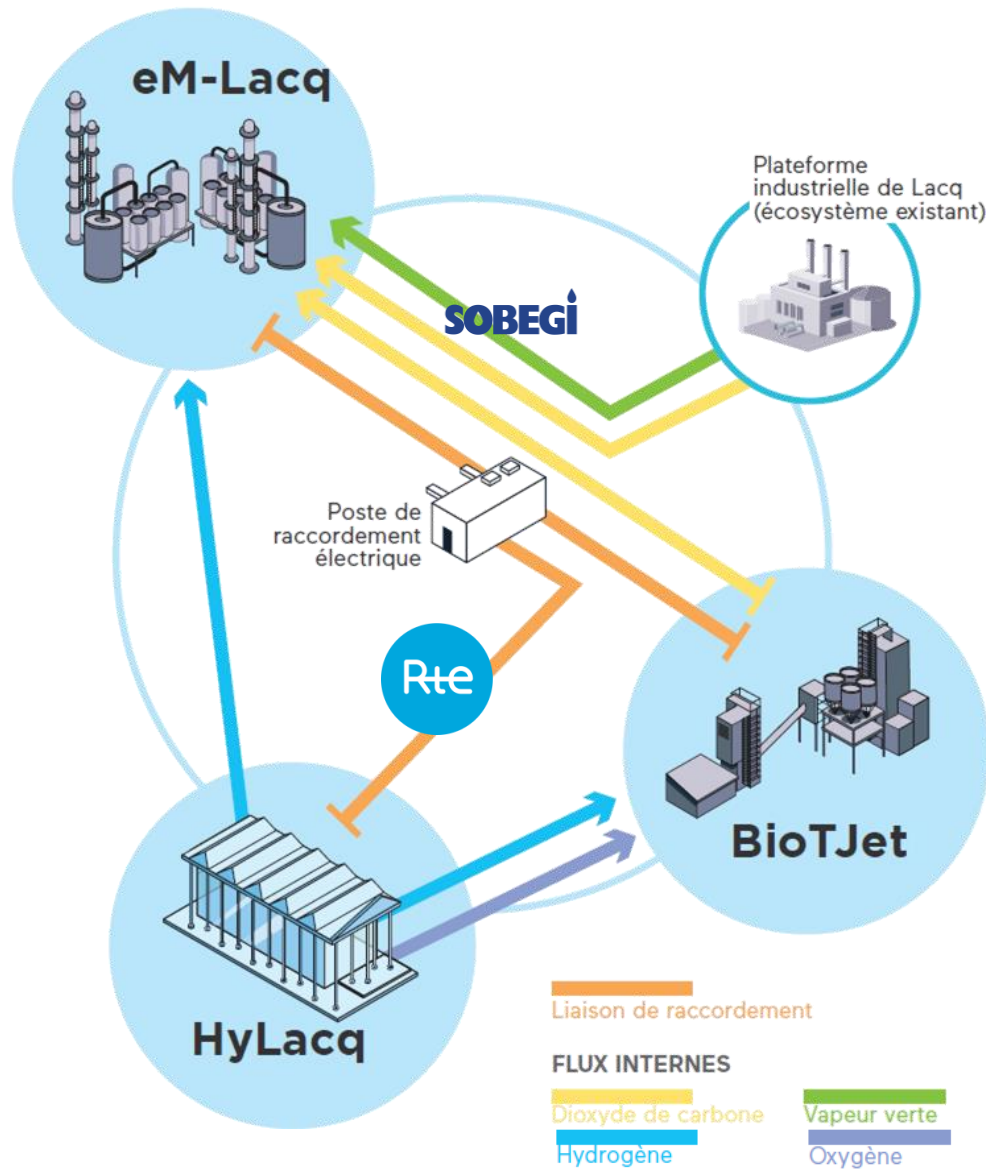 eM-Lacq
Plateforme
industrielle de Lacq
(écosystème existant)
SOBEGI
Poste de
raccordement
électrique
Rte
BioTJet
HyLacq
Liaison de raccordement
FLUX INTERNES
Dioxyde de carbone
Vapeur verte
Hydrogène
Oxygène